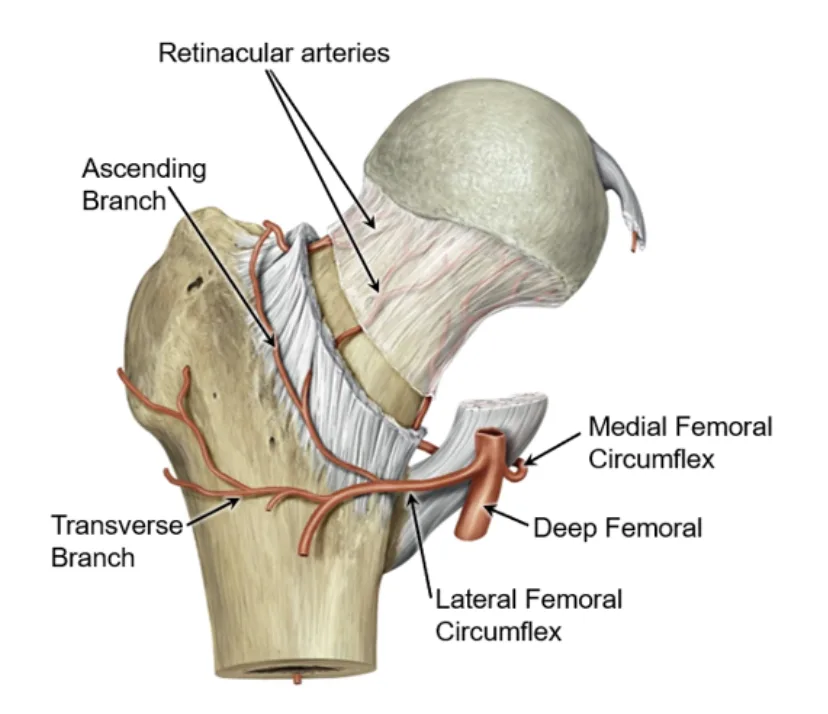 Retinacular arteries
Ascending
Branch
Medial Femoral
Circumflex
Transverse
Branch
Deep Femoral
Lateral Femoral
Circumflex